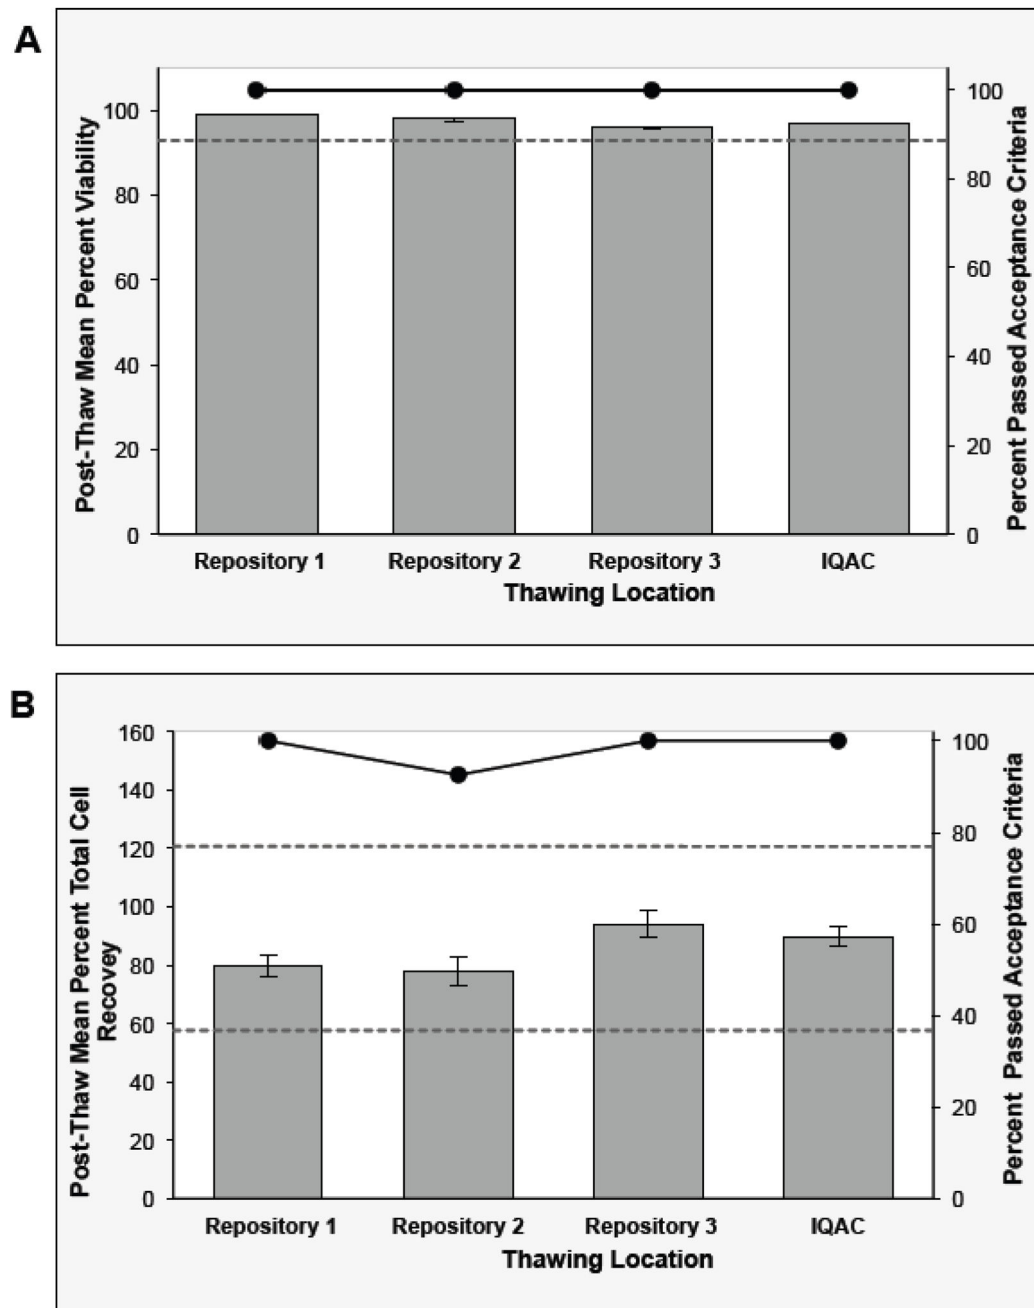 A
Post-Thaw Mean Percent Viability
100
80
60
40
20
0
100
80
60
40
20
0
Percent Passed Acceptance Criteria
Repository 1 Repository 2 Repository 3 IQAC
Thawing Location
B
Post-Thaw Mean Percent Total Cell
Recovey
160
140
120
100
80
60
40
20
0
100
80
60
40
20
0
Percent Passed Acceptance Criteria
Repository 1 Repository 2 Repository 3 IQAC
Thawing Location